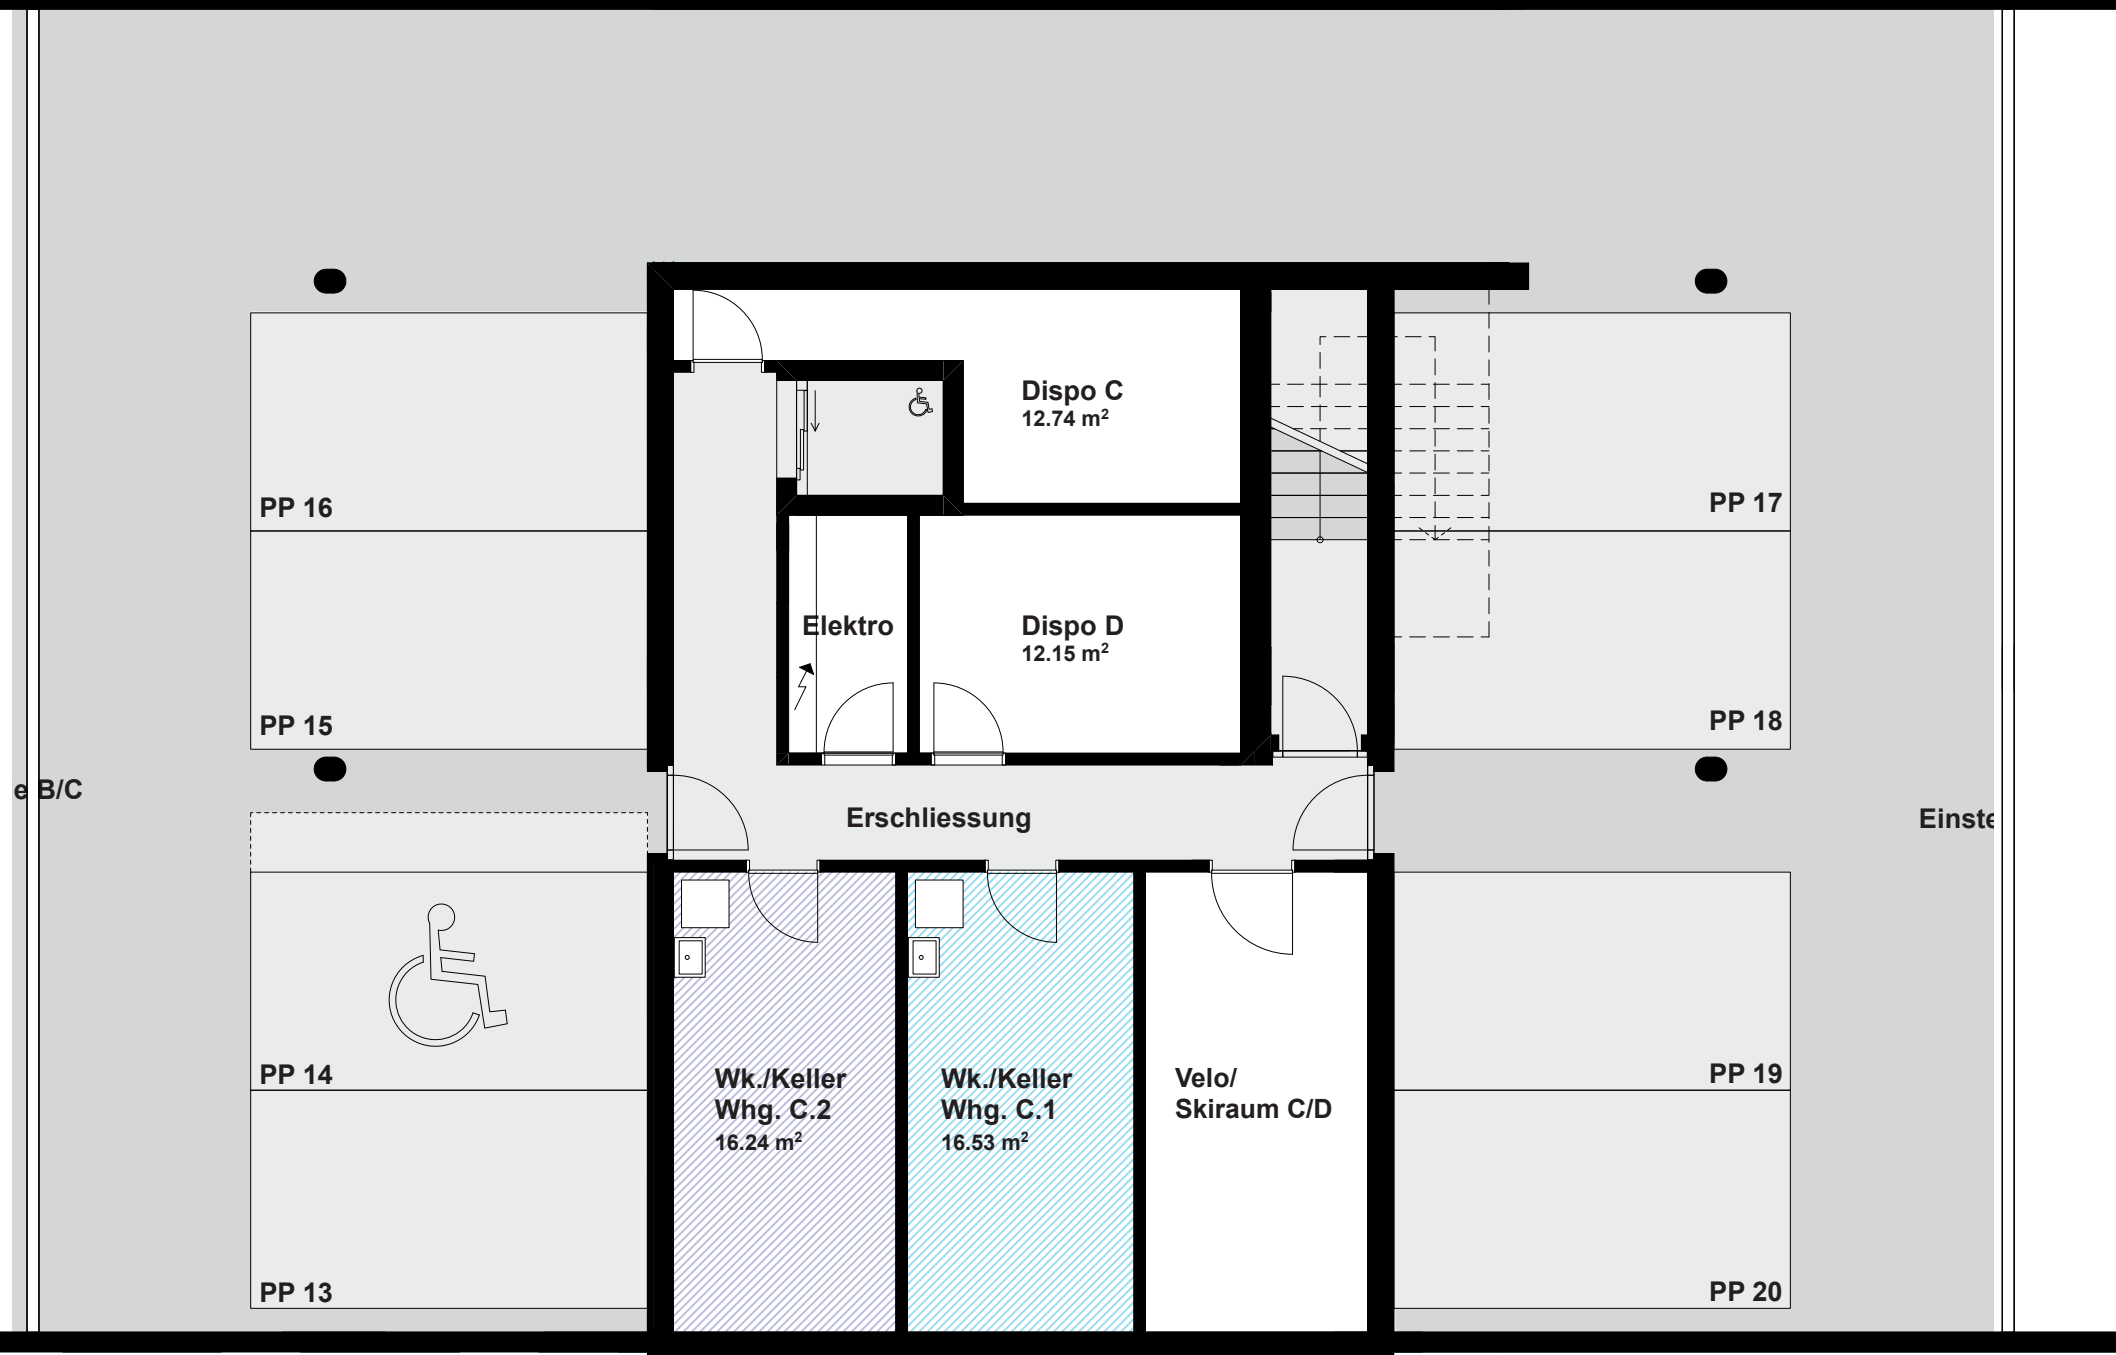 Dispo C
12.74 m²
PP 16
PP 17
Elektro
Dispo D
12.15 m²
PP 15
PP 18
e B/C
Erschliessung
Einste
PP 14
Wk./Keller
Whg. C.2
16.24 m²
Wk./Keller
Whg. C.1
16.53 m²
Velo/
Skiraum C/D
PP 19
PP 13
PP 20